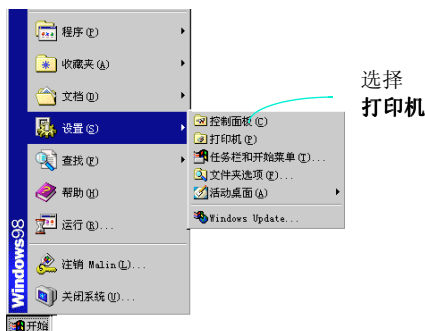 程序(P)
收藏夹(A)
文档(D)
设置(S)
查找(F)
帮助(H)
运行(R)...
注销 Malin(L)...
关闭系统(U)...
Windows98
开始
控制面板(C)
打印机(P)
任务栏和开始菜单(T)...
文件夹选项(F)...
活动桌面(A)
Windows Update...
选择
打印机